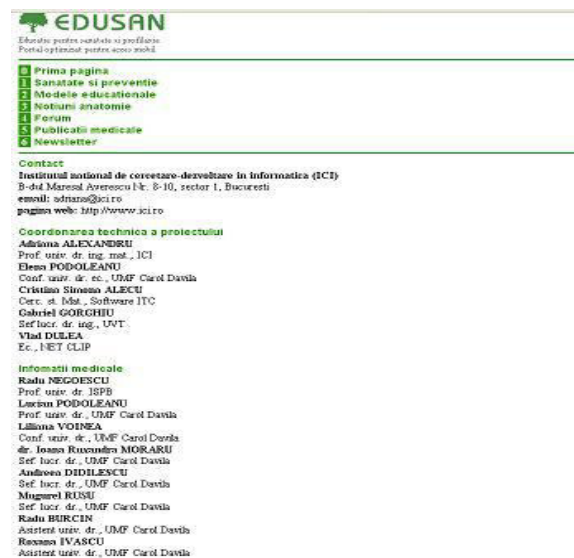 EDUSAN
Educatie pentru sanatate si profilaxie
Portal optimizat pentru acces mobil
0 Prima pagina
1 Sanatate si preventie
2 Modele educationale
3 Notiuni anatomie
4 Forum
5 Publicatii medicale
6 Newsletter
Contact
Institutul national de cercetare-dezvoltare in informatica (ICI)
B-dul Maresal Averescu Nr. 8-10, sector 1, Bucuresti
email: adriana@ici.ro
pagina web: http://www.ici.ro
Coordonarea tehnica a proiectului
Adriana ALEXANDRU
Prof. univ. dr. ing. mat., ICI
Elena PODOLEANU
Conf. univ. dr. ec., UMF Carol Davila
Cristina Simona ALECU
Cerc. st. Mat., Software ITC
Gabriel GORGHIU
Sef lucr. dr. ing., UVT
Vlad DULEA
Ec., NET CLIP
Infomatii medicale
Radu NEGOESCU
Prof. univ. dr. ISPB
Lucian PODOLEANU
Prof. univ. dr., UMF Carol Davila
Liliana VOINEA
Conf. univ. dr., UMF Carol Davila
dr. Ioana Ruxandra MORARU
Sef. lucr. dr., UMF Carol Davila
Andreea DIDILESCU
Sef. lucr. dr., UMF Carol Davila
Mugurel RUSU
Sef lucr. dr., UMF Carol Davila
Radu BURCIN
Asistent univ. dr., UMF Carol Davila
Roxana IVASCU
Asistent univ. dr., UMF Carol Davila